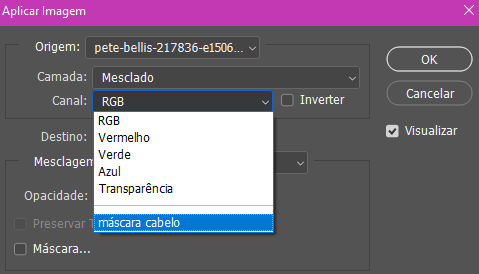 Aplicar Imagem
Origem: pete-bellis-217836-e1506...
OK
Camada: Mesclado
Cancelar
Canal: RGB Inverter
RGB
Visualizar
Vermelho
Destino:
Verde
Mesclagem
Azul
Transparência
Opacidade:
máscara cabelo
Preservar
Máscara...